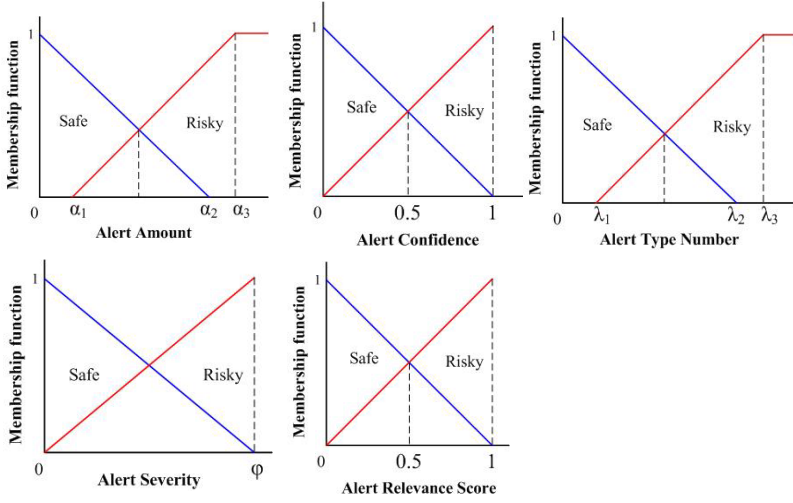 Membership function
1
Safe
Risky
0
α₁
α₂
α₃
Alert Amount
Membership function
1
Safe
Risky
0
0.5
1
Alert Confidence
Membership function
1
Safe
Risky
0
λ₁
λ₂
λ₃
Alert Type Number
Membership function
1
Safe
Risky
0
φ
Alert Severity
Membership function
1
Safe
Risky
0
0.5
1
Alert Relevance Score